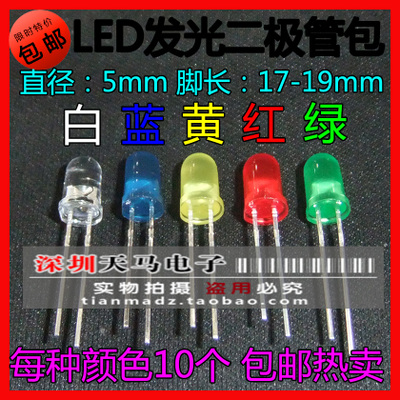 限时特价
包邮
LED发光二极管包
直径：5mm 脚长：17-19mm
白 蓝 黄 红 绿
深圳天马电子
实物拍摄 盗用必究
tianmadz.taobao.com
每种颜色10个 包邮热卖